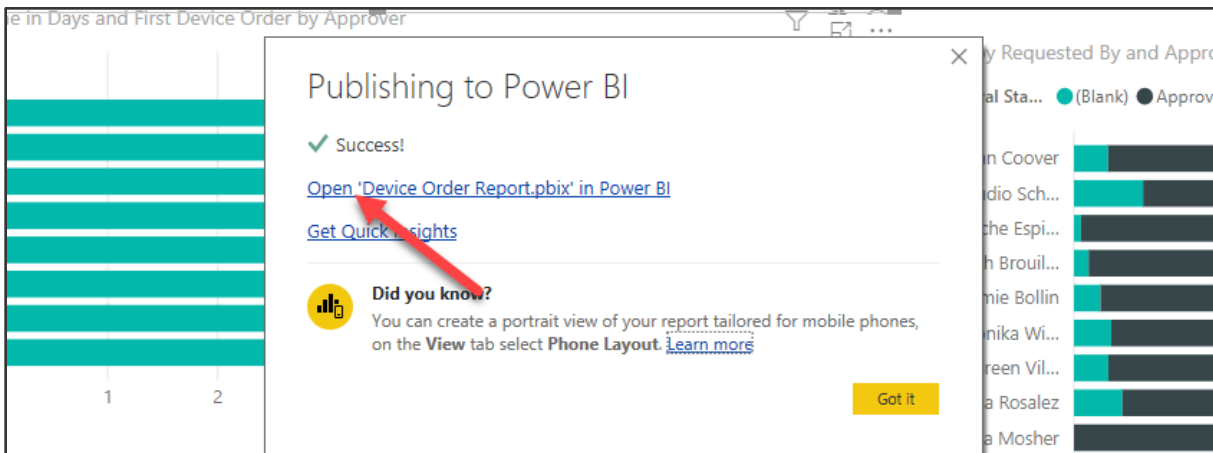 e in Days and First Device Order by Approver
Publishing to Power BI
Success!
Open 'Device Order Report.pbix' in Power BI
Get Quick Insights
Did you know?
You can create a portrait view of your report tailored for mobile phones,
on the View tab select Phone Layout. Learn more
Got it
1 2
y Requested By and Appro
al Sta... (Blank) Approv
n Coover
dio Sch...
che Espi...
h Brouil...
mie Bollin
nika Wi...
reen Vil...
a Rosalez
a Mosher